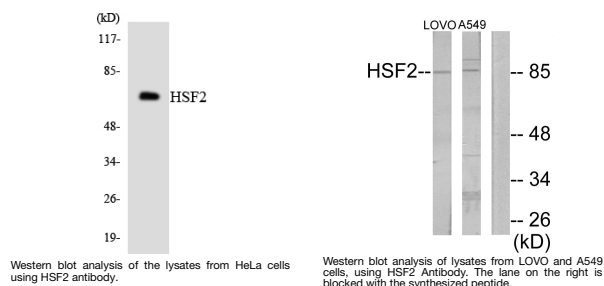 (kD)
117-
85-
HSF2
48-
34-
26-
19-
Western blot analysis of the lysates from HeLa cells
using HSF2 antibody.
LOVO A549
HSF2-- -- 85
-- 48
-- 34
-- 26
(kD)
Western blot analysis of lysates from LOVO and A549
cells, using HSF2 Antibody. The lane on the right is
blocked with the synthesized peptide.